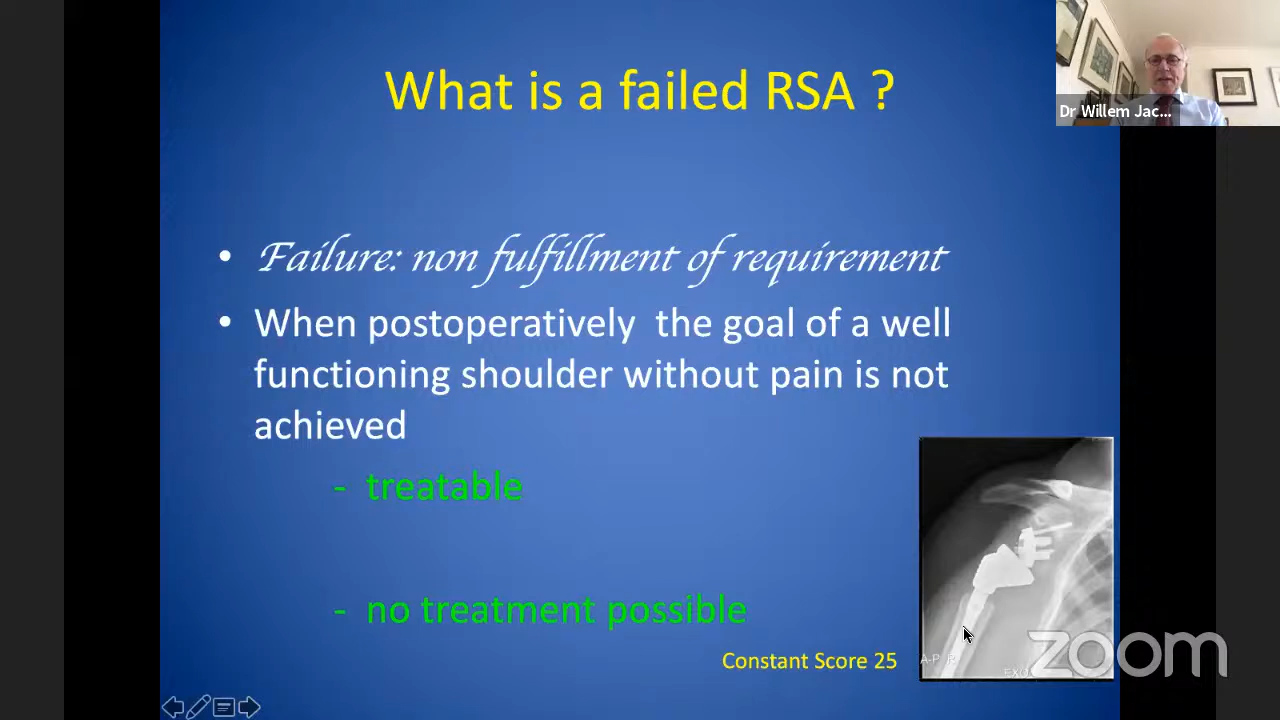 What is a failed RSA ?
Dr Willem Jac...
• Failure: non fulfillment of requirement
• When postoperatively the goal of a well
functioning shoulder without pain is not
achieved
- treatable
- no treatment possible
Constant Score 25
A-P R
zoom